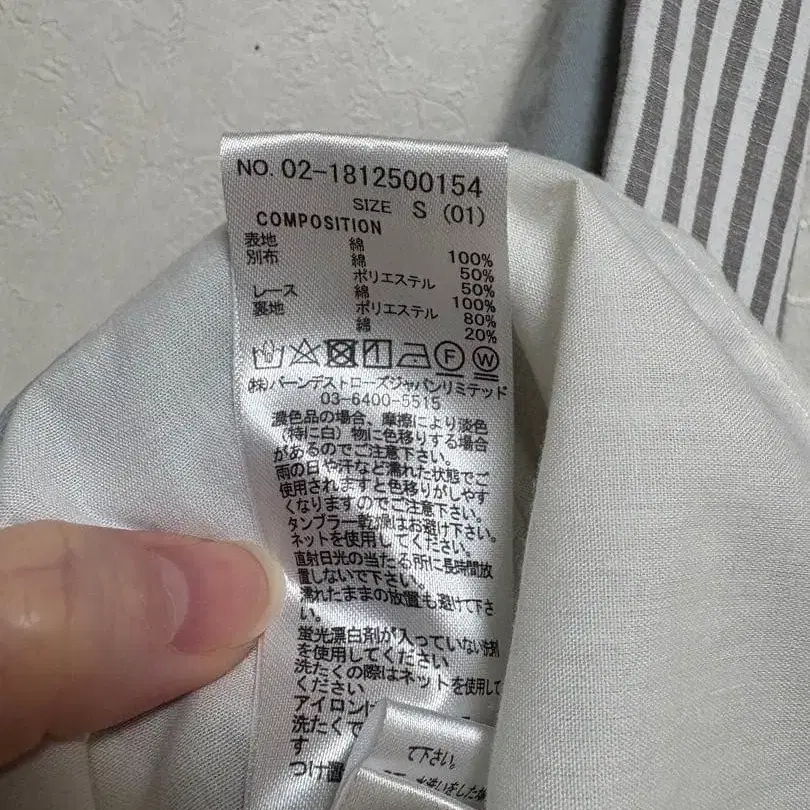 NO. 02-1812500154
SIZE S (01)
COMPOSITION
表地 綿 100%
別布 綿 50%
ポリエステル 50%
レース 綿 100%
裏地 ポリエステル 80%
綿 20%
F W
(株)バーンデストローズジャパンリミテッド
03-6400-5515
濃色品の場合、摩擦により淡色
(特に白)物に色移りする場合
があるのでご注意下さい。
雨の日や汗など濡れた状態でご
使用されますと色移りがしやす
くなりますのでご注意下さい。
タンブラー乾燥はお避け下さい。
ネットを使用してください。
直射日光の当たる所に長時間放
置しないで下さい。
濡れたままの放置も避けて下さ
い。
蛍光漂白剤が入っていない洗剤
を使用してください
洗たくの際はネットを使用して
ください
アイロンは
洗たくで
す
つけ置
て下さい。